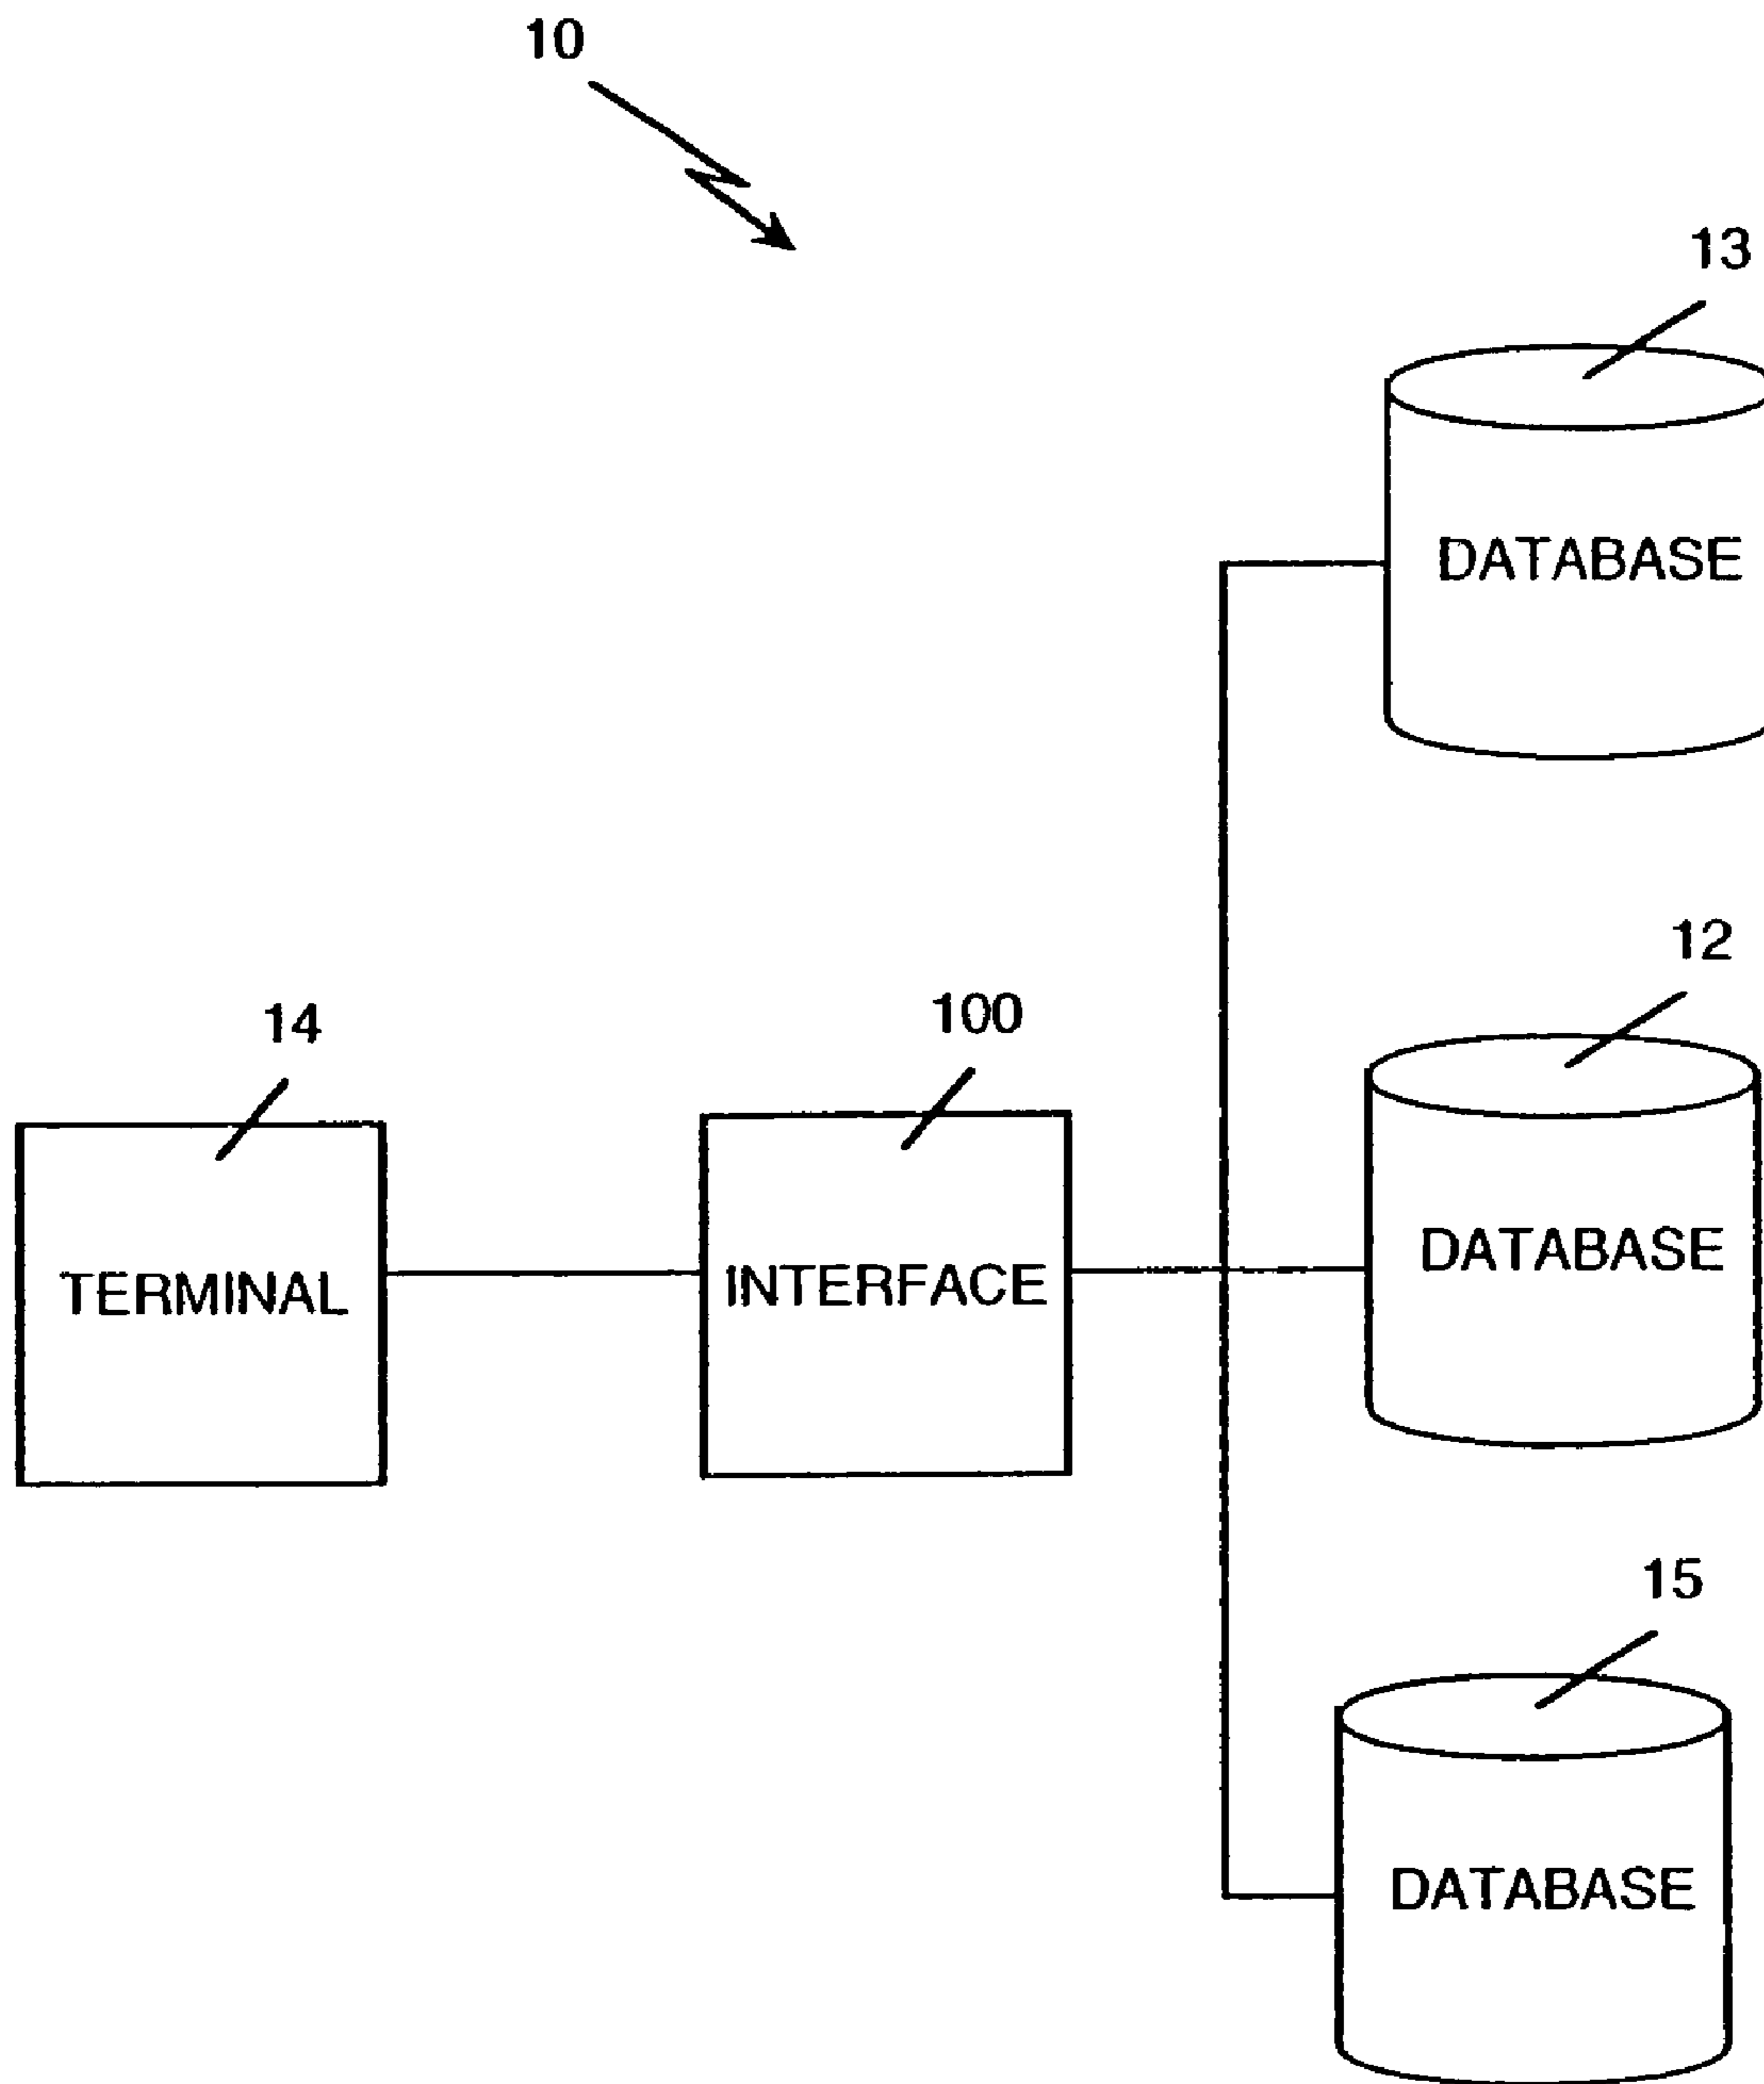 10
13
DATABASE
12
14
100
DATABASE
TERMINAL
INTERFACE
15
DATABASE